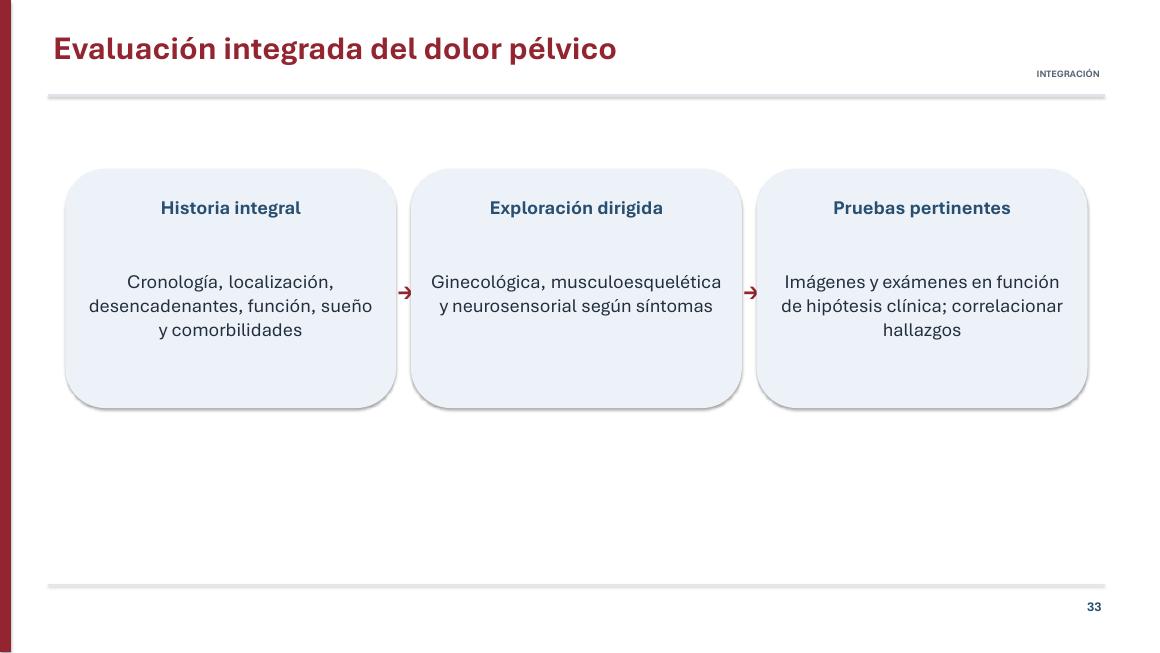 Evaluación integrada del dolor pélvico
INTEGRACIÓN
Historia integral
Cronología, localización,
desencadenantes, función, sueño
y comorbilidades
→
Exploración dirigida
Ginecológica, musculoesquelética
y neurosensorial según síntomas
→
Pruebas pertinentes
Imágenes y exámenes en función
de hipótesis clínica; correlacionar
hallazgos
33